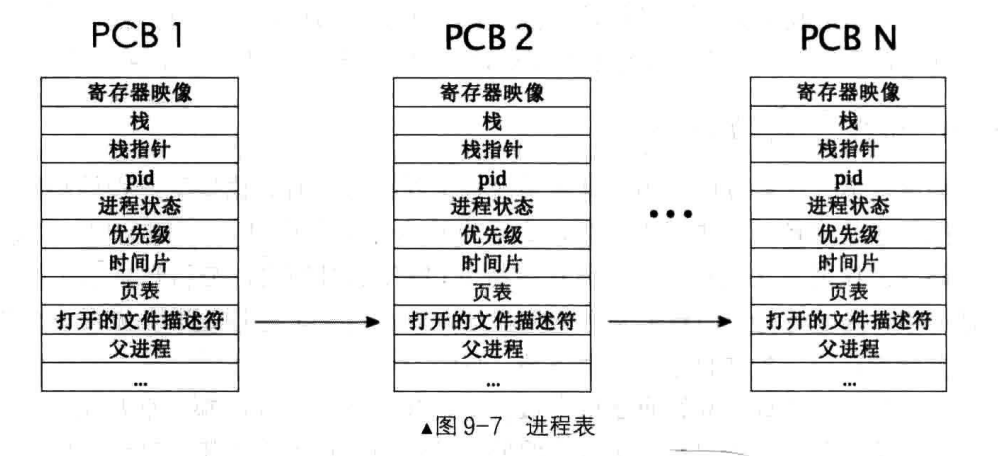 PCB 1
寄存器映像
栈
栈指针
pid
进程状态
优先级
时间片
页表
打开的文件描述符
父进程
...
PCB 2
寄存器映像
栈
栈指针
pid
进程状态
优先级
时间片
页表
打开的文件描述符
父进程
...
•••
PCB N
寄存器映像
栈
栈指针
pid
进程状态
优先级
时间片
页表
打开的文件描述符
父进程
...
▲图 9-7 进程表